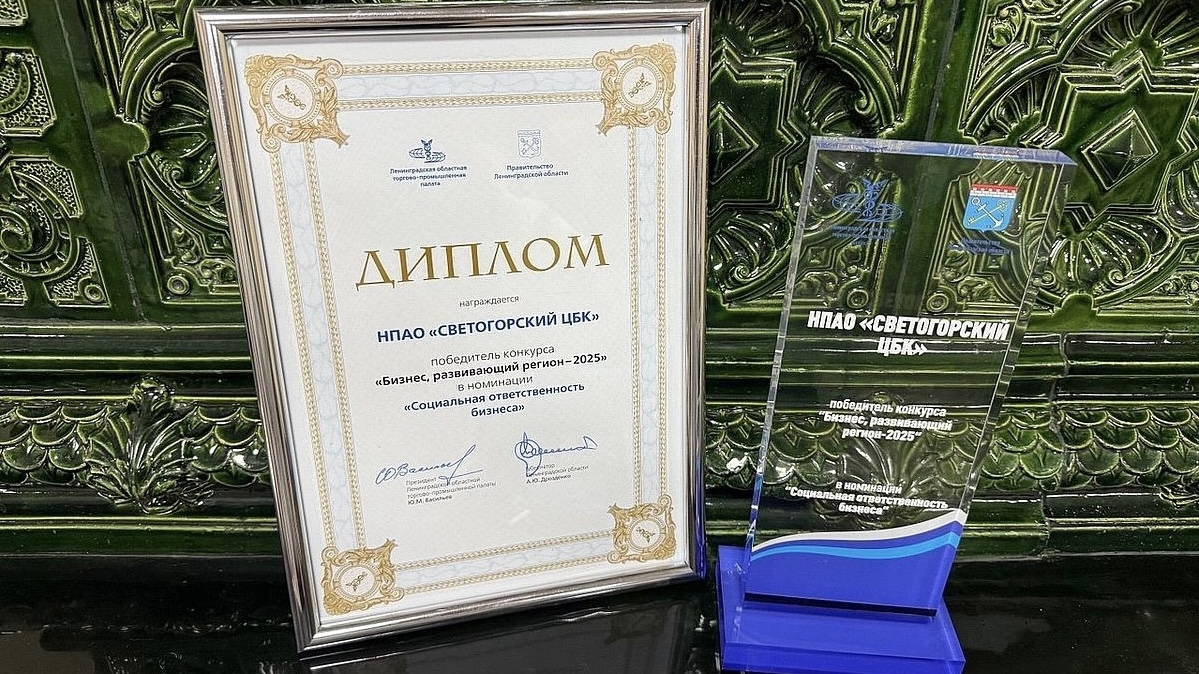 Ленинградская областная
торгово-промышленная
палата
Правительство
Ленинградской области
ДИПЛОМ
награждается
НПАО «СВЕТОГОРСКИЙ ЦБК»
победитель конкурса
«Бизнес, развивающий регион–2025»
в номинации
«Социальная ответственность
бизнеса»
Президент
Ленинградской областной
торгово-промышленной палаты
Ю.М. Васильев
Губернатор
Ленинградской области
А.Ю. Дрозденко
НПАО «СВЕТОГОРСКИЙ
ЦБК»
победитель конкурса
"Бизнес, развивающий
регион-2025"
в номинации
"Социальная ответственность
бизнеса"